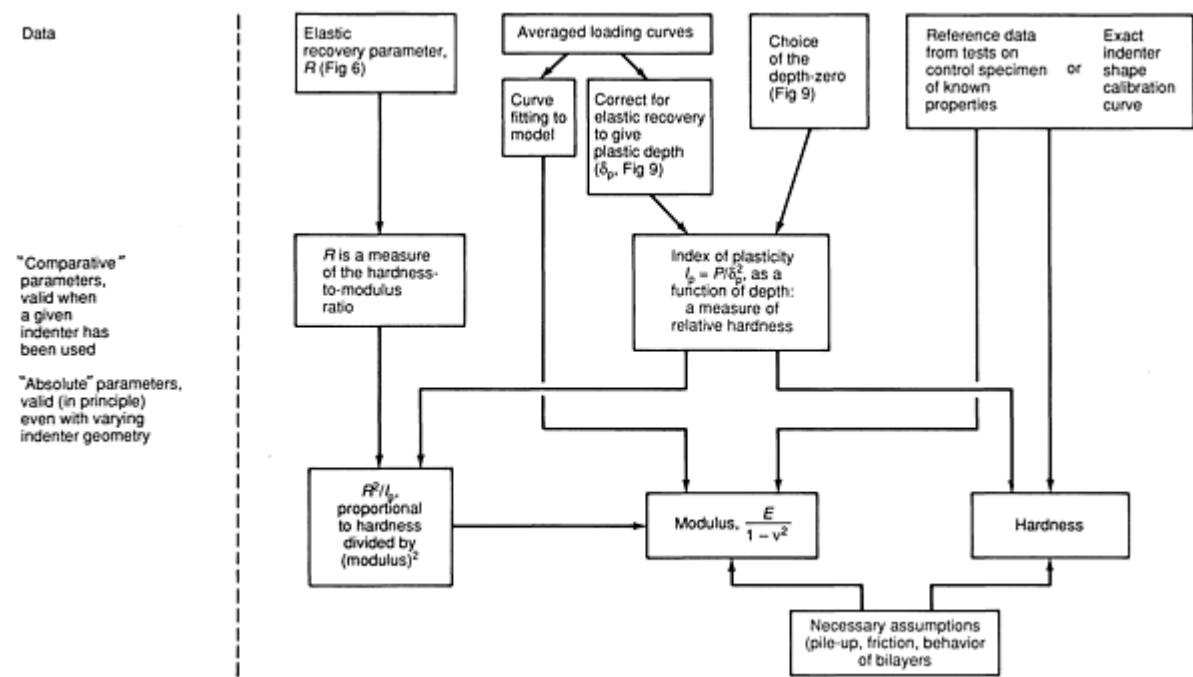 Data
Elastic
recovery parameter,
R (Fig 6)
Averaged loading curves
Curve
fitting to
model
Correct for
elastic recovery
to give
plastic depth
(δp, Fig 9)
Choice
of the
depth-zero
(Fig 9)
Reference data
from tests on
control specimen
of known
properties
or
Exact
indenter
shape
calibration
curve
"Comparative"
parameters,
valid when
a given
indenter has
been used
R is a measure
of the hardness-
to-modulus
ratio
Index of plasticity
Ip = P/δp², as a
function of depth:
a measure of
relative hardness
"Absolute" parameters,
valid (in principle)
even with varying
indenter geometry
R²/Ip,
proportional
to hardness
divided by
(modulus)²
Modulus, E / 1 – ν²
Hardness
Necessary assumptions
(pile-up, friction, behavior
of bilayers